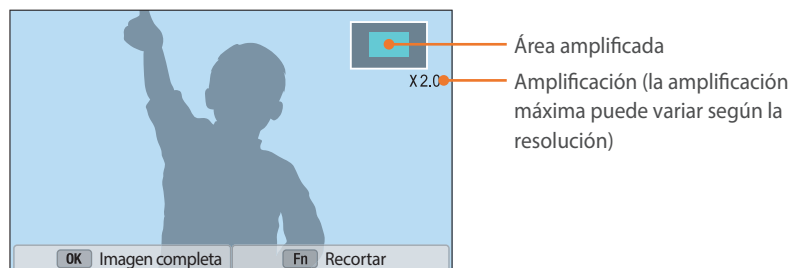 Área amplificada
X 2.0
Amplificación (la amplificación
máxima puede variar según la
resolución)
OK Imagen completa
Fn Recortar